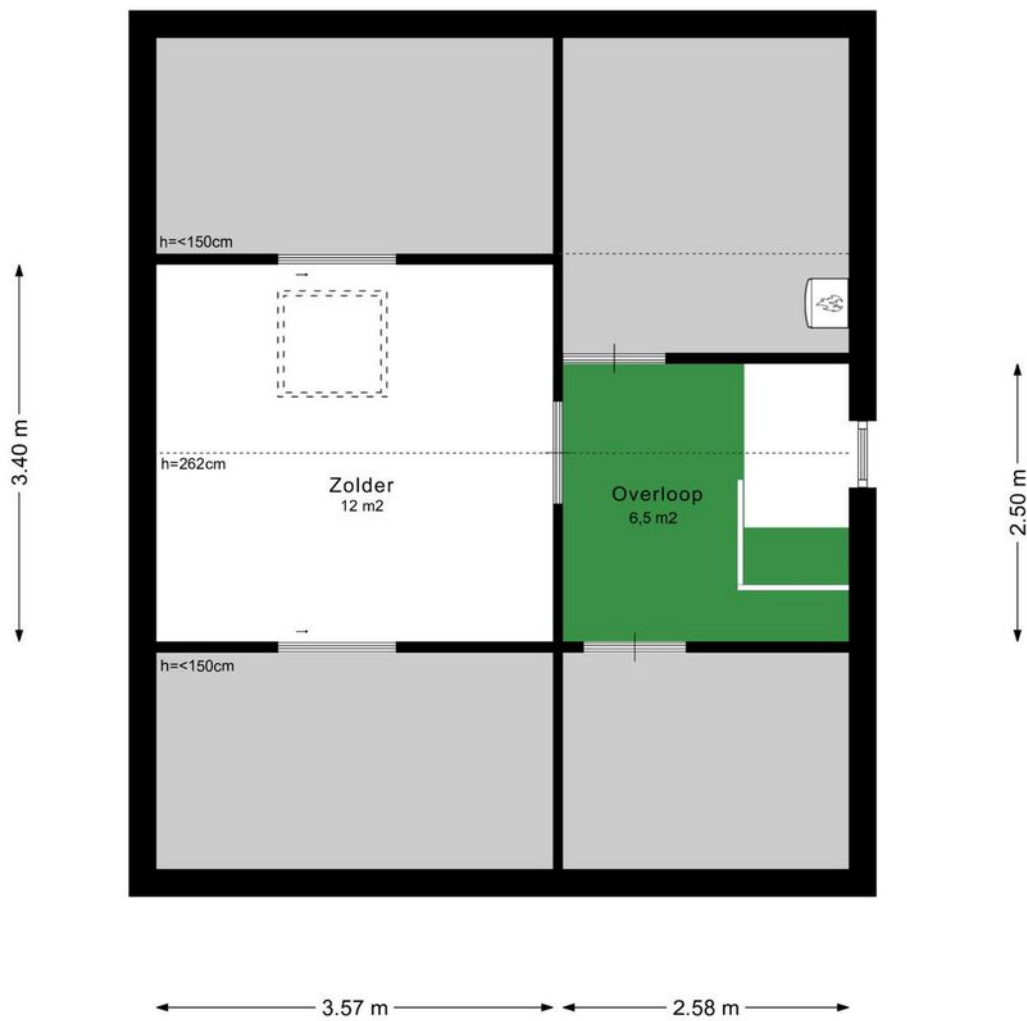 h=<150cm
3.40 m
h=262cm
Zolder
12 m2
Overloop
6,5 m2
2.50 m
h=<150cm
3.57 m
2.58 m